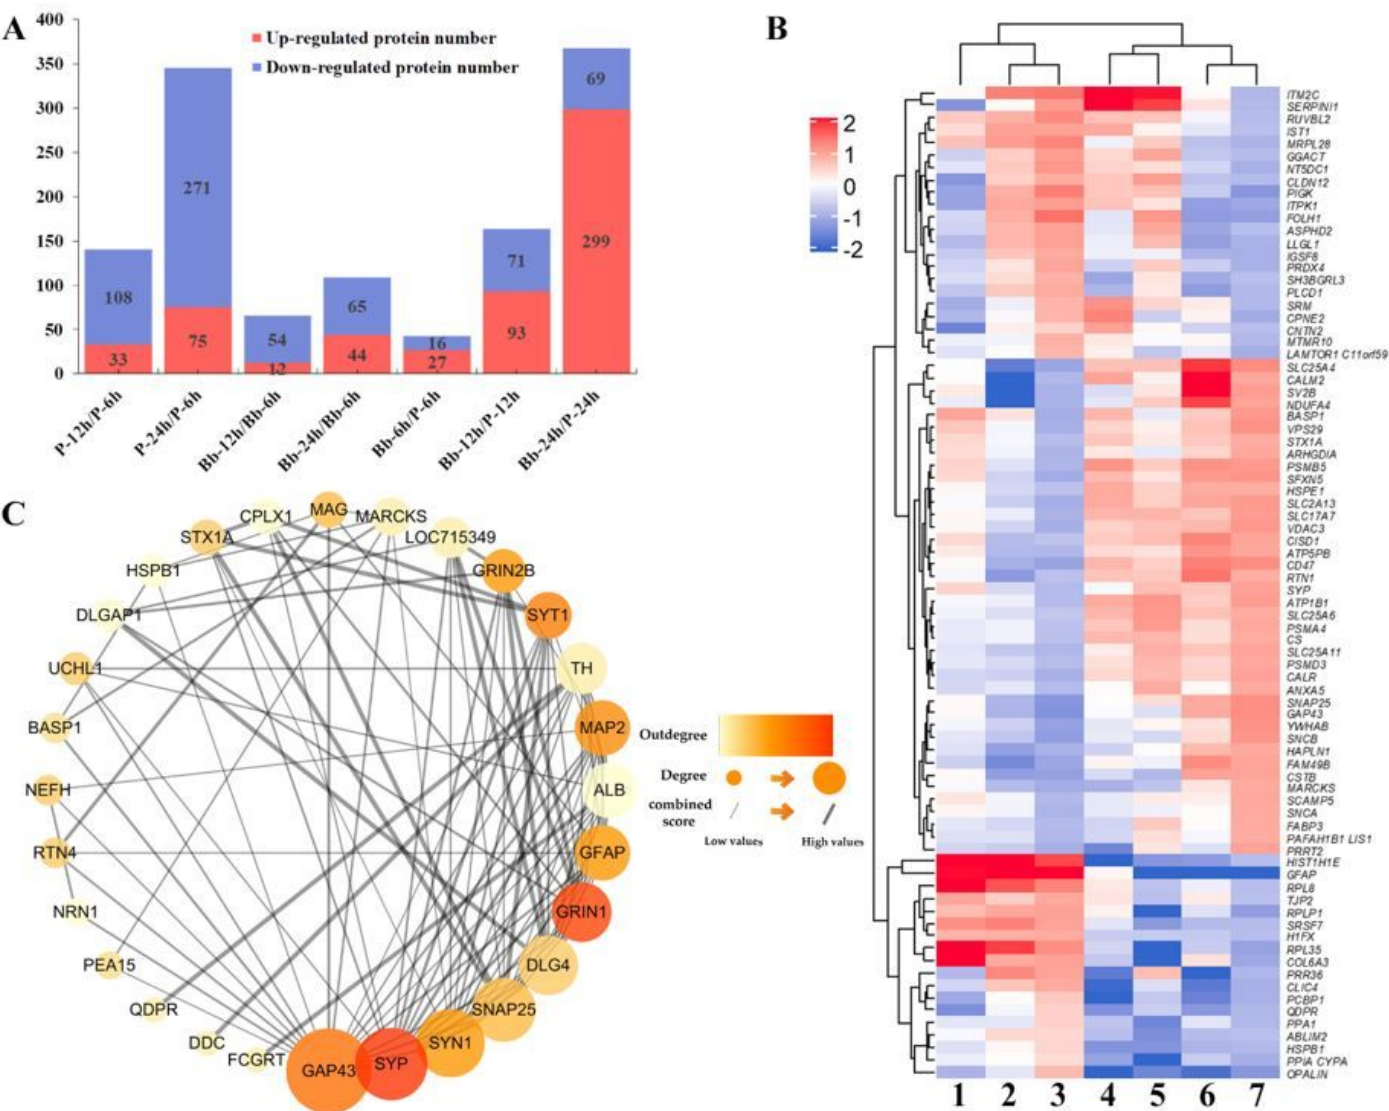 A
400
350
300
250
200
150
100
50
0
Up-regulated protein number
Down-regulated protein number
108
33
271
75
54
12
65
44
16
27
71
93
69
299
P-12h/P-6h
P-24h/P-6h
Bb-12h/Bb-6h
Bb-24h/Bb-6h
Bb-6h/P-6h
Bb-12h/P-12h
Bb-24h/P-24h
B
2
1
0
-1
-2
ITM2C
SERPINI1
RUVBL2
IST1
MRPL28
GGACT
NT5DC1
CLDN12
PIGK
ITPK1
FOLH1
ASPHD2
LLGL1
IGSF8
PRDX4
SH3BGRL3
PLCD1
SRM
CPNE2
CNTN2
MTMR10
LAMTOR1 C11orf59
SLC25A4
CALM2
SV2B
NDUFA4
BASP1
VPS29
STX1A
ARHGDIA
PSMB5
SFXN5
HSPE1
SLC2A13
SLC17A7
VDAC3
CISD1
ATP5PB
CD47
RTN1
SYP
ATP1B1
SLC25A6
PSMA4
CS
SLC25A11
PSMD3
CALR
ANXA5
SNAP25
GAP43
YWHAB
SNCB
HAPLN1
FAM49B
CSTB
MARCKS
SCAMP5
SNCA
FABP3
PAFAH1B1 LIS1
PRRT2
HIST1H1E
GFAP
RPL8
TJP2
RPLP1
SRSF7
H1FX
RPL35
COL6A3
PRR36
CLIC4
PCBP1
QDPR
PPA1
ABLIM2
HSPB1
PPIA CYPA
OPALIN
1 2 3 4 5 6 7
C
MAG
CPLX1
MARCKS
STX1A
LOC715349
HSPB1
GRIN2B
DLGAP1
SYT1
UCHL1
TH
BASP1
MAP2
NEFH
ALB
RTN4
GFAP
NRN1
GRIN1
PEA15
DLG4
QDPR
SNAP25
DDC
SYN1
FCGRT
GAP43
SYP
Outdegree
Degree
combined
score
Low values
High values